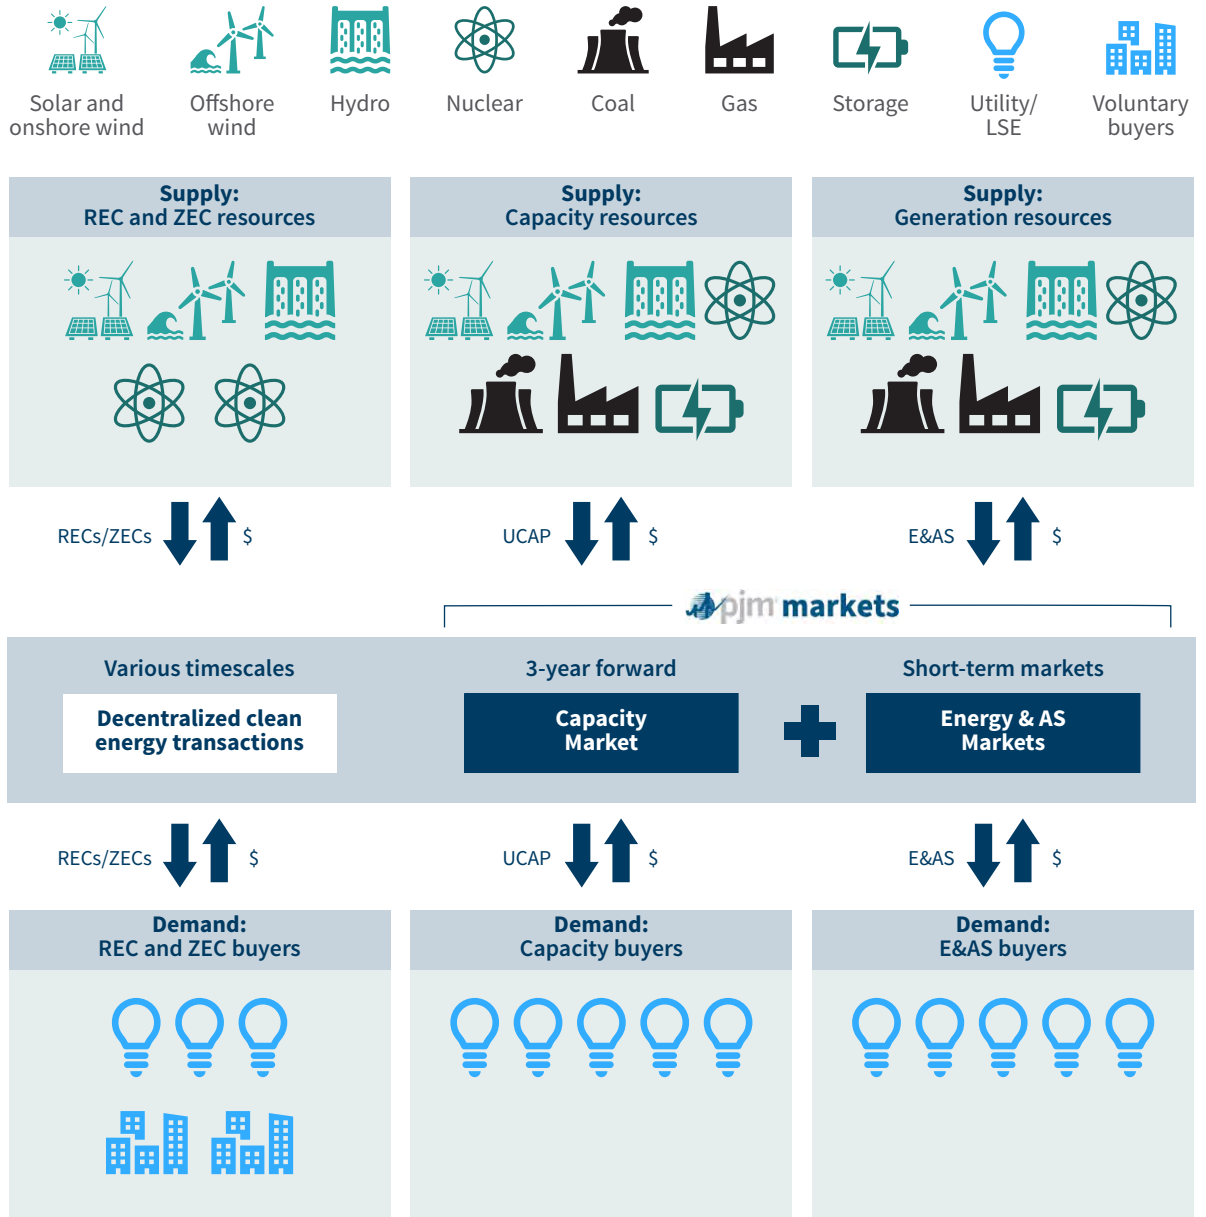 Solar and
onshore wind
Offshore
wind
Hydro
Nuclear
Coal
Gas
Storage
Utility/
LSE
Voluntary
buyers
Supply:
REC and ZEC resources
Supply:
Capacity resources
Supply:
Generation resources
RECs/ZECs
$
UCAP
$
E&AS
$
pjm markets
Various timescales
3-year forward
Short-term markets
Decentralized clean
energy transactions
Capacity
Market
Energy & AS
Markets
RECs/ZECs
$
UCAP
$
E&AS
$
Demand:
REC and ZEC buyers
Demand:
Capacity buyers
Demand:
E&AS buyers